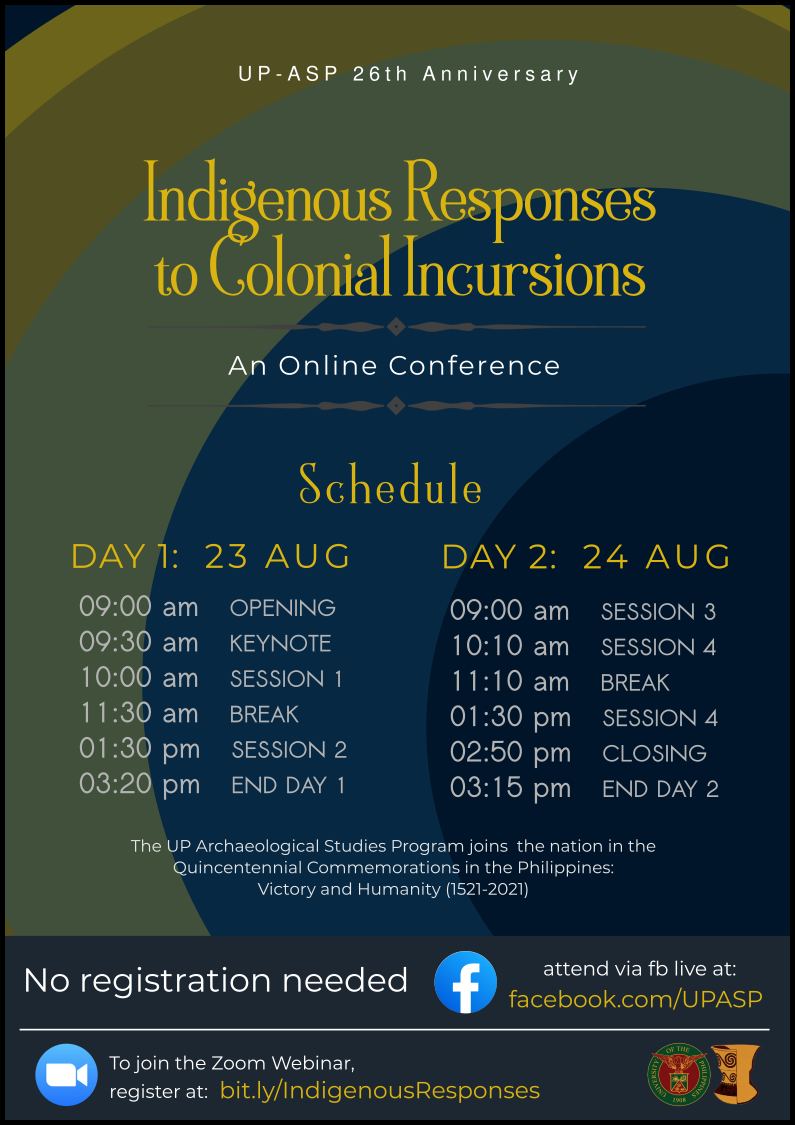 UP-ASP 26th Anniversary
Indigenous Responses
to Colonial Incursions
An Online Conference
Schedule
DAY 1: 23 AUG
09:00 am OPENING
09:30 am KEYNOTE
10:00 am SESSION 1
11:30 am BREAK
01:30 pm SESSION 2
03:20 pm END DAY 1
DAY 2: 24 AUG
09:00 am SESSION 3
10:10 am SESSION 4
11:10 am BREAK
01:30 pm SESSION 4
02:50 pm CLOSING
03:15 pm END DAY 2
The UP Archaeological Studies Program joins the nation in the
Quincentennial Commemorations in the Philippines:
Victory and Humanity (1521-2021)
No registration needed
attend via fb live at:
facebook.com/UPASP
To join the Zoom Webinar,
register at: bit.ly/IndigenousResponses
UNIVERSITY OF THE PHILIPPINES
1908